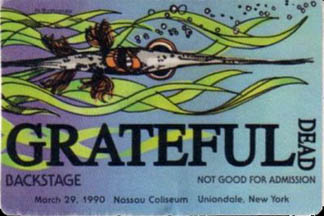 GRATEFUL DEAD
BACKSTAGE
NOT GOOD FOR ADMISSION
March 29, 1990 Nassau Coliseum Uniondale, New York